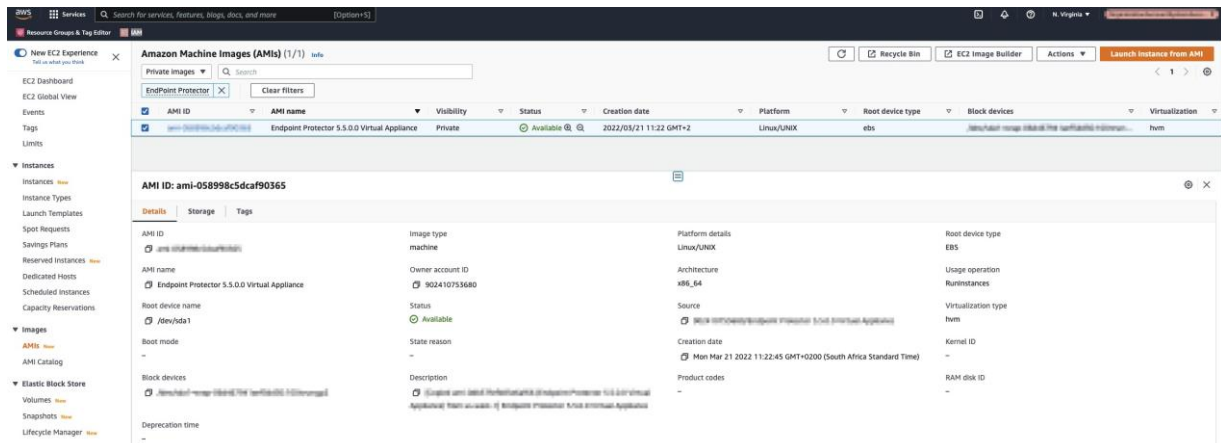 aws
Services
Search for services, features, blogs, docs, and more
[Option+S]
N. Virginia
Resource Groups & Tag Editor
IAM
New EC2 Experience
Tell us what you think
EC2 Dashboard
EC2 Global View
Events
Tags
Limits
Instances
Instances New
Instance Types
Launch Templates
Spot Requests
Savings Plans
Reserved Instances New
Dedicated Hosts
Scheduled Instances
Capacity Reservations
Images
AMIs New
AMI Catalog
Elastic Block Store
Volumes New
Snapshots New
Lifecycle Manager New
Amazon Machine Images (AMIs) (1/1) Info
Recycle Bin
EC2 Image Builder
Actions
Launch instance from AMI
Private images
Search
1
EndPoint Protector
Clear filters
AMI ID AMI name Visibility Status Creation date Platform Root device type Block devices Virtualization
Endpoint Protector 5.5.0.0 Virtual Appliance Private Available 2022/03/21 11:22 GMT+2 Linux/UNIX ebs hvm
AMI ID: ami-058998c5dcaf90365
Details Storage Tags
AMI ID Image type Platform details Root device type
machine Linux/UNIX EBS
AMI name Owner account ID Architecture Usage operation
Endpoint Protector 5.5.0.0 Virtual Appliance 902410753680 x86_64 RunInstances
Root device name Status Source Virtualization type
/dev/sda1 Available hvm
Boot mode State reason Creation date Kernel ID
– – Mon Mar 21 2022 11:22:45 GMT+0200 (South Africa Standard Time) –
Block devices Description Product codes RAM disk ID
– –
Deprecation time
–